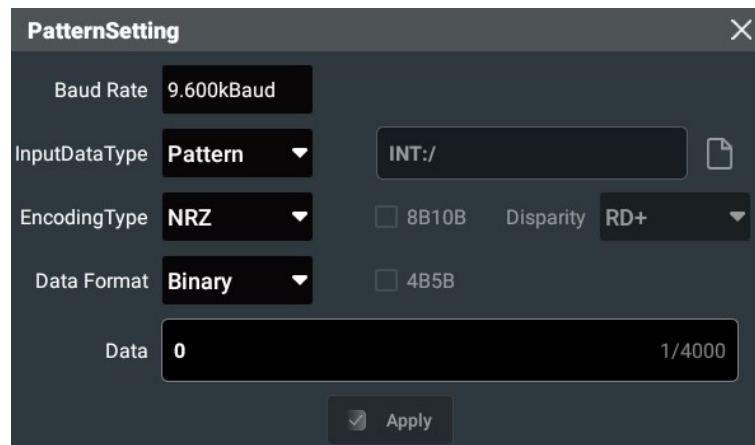 PatternSetting
Baud Rate 9.600kBaud
InputDataType Pattern INT:/
EncodingType NRZ 8B10B Disparity RD+
Data Format Binary 4B5B
Data 0 1/4000
Apply